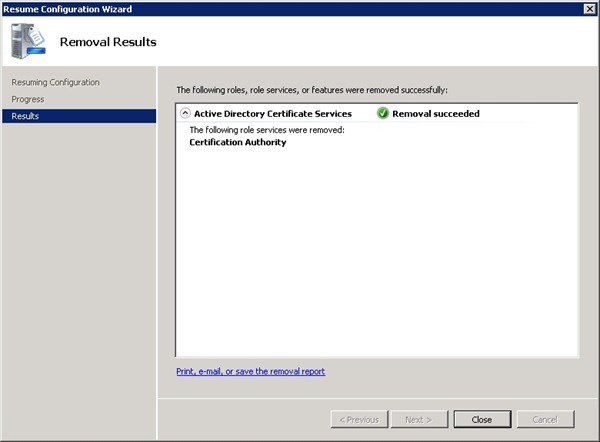 Resume Configuration Wizard
Removal Results
Resuming Configuration
Progress
Results
The following roles, role services, or features were removed successfully:
Active Directory Certificate Services
Removal succeeded
The following role services were removed:
Certification Authority
Print, e-mail, or save the removal report
< Previous
Next >
Close
Cancel